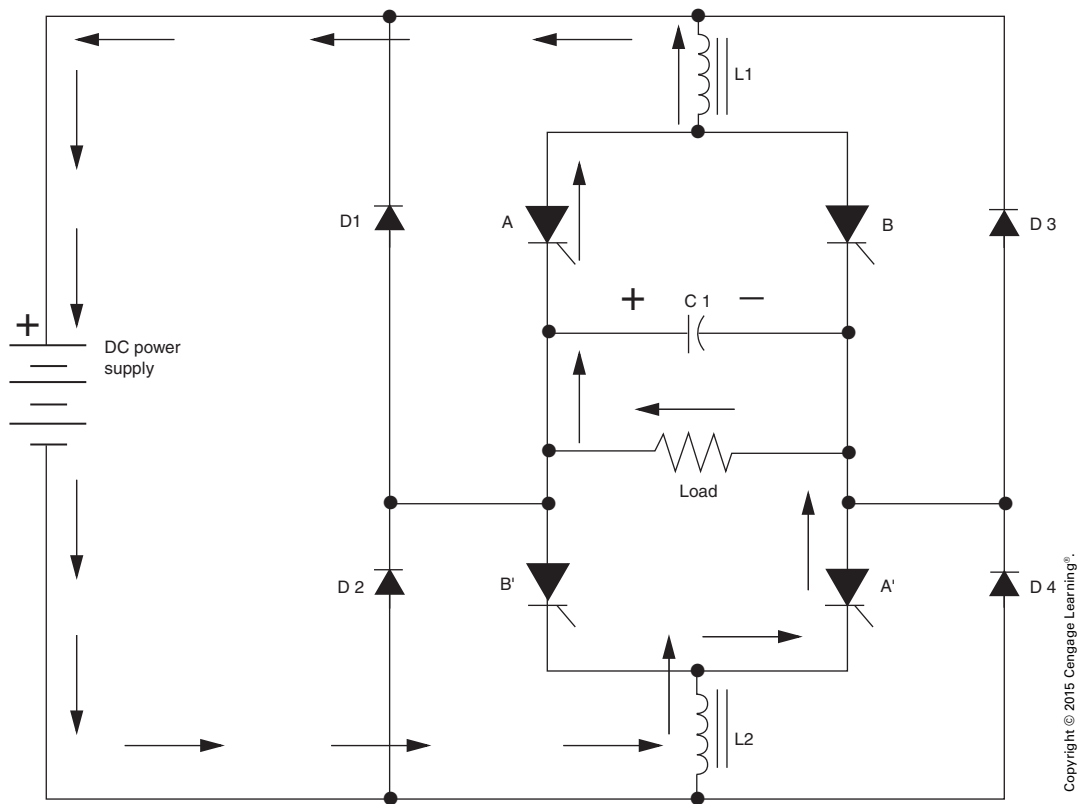 L1
D1
A
B
D 3
+
C 1
−
+
DC power
supply
Load
D 2
B'
A'
D 4
L2
Copyright © 2015 Cengage Learning®.